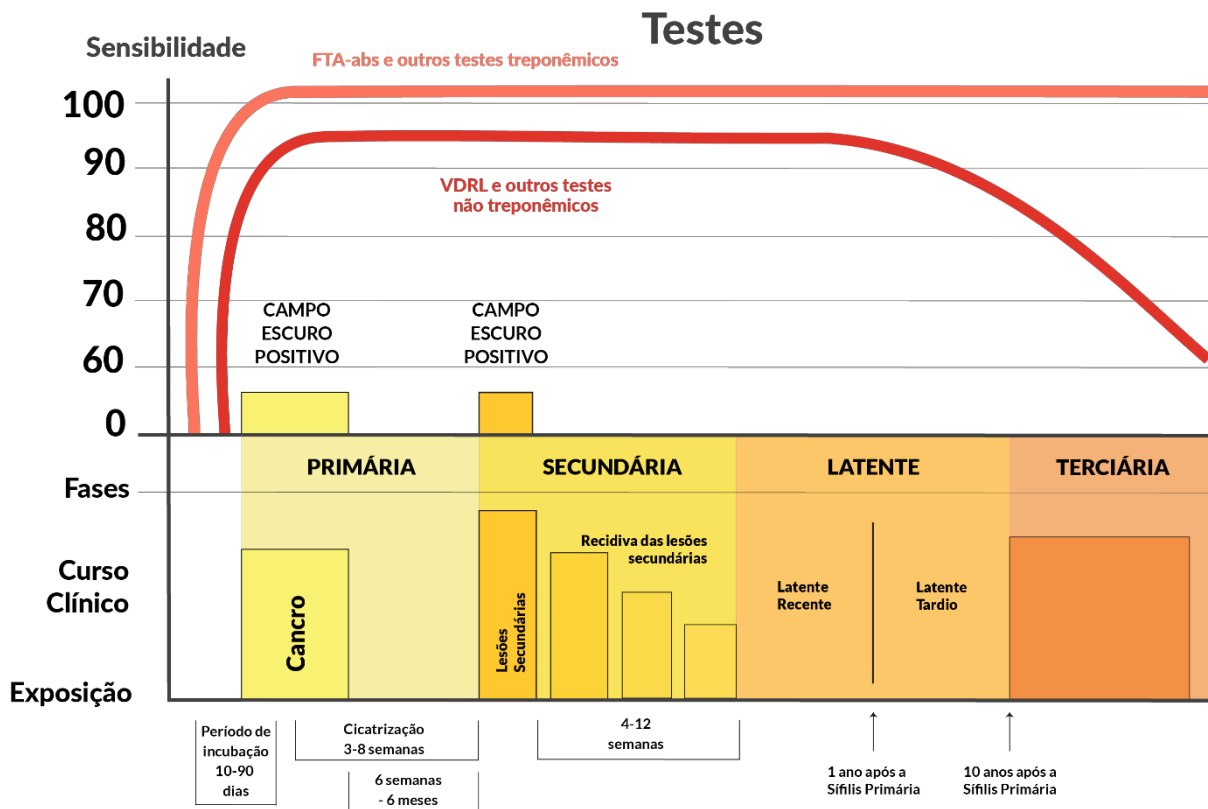 Testes
Sensibilidade
FTA-abs e outros testes treponêmicos
100
90
VDRL e outros testes
não treponêmicos
80
70
CAMPO
ESCURO
POSITIVO
CAMPO
ESCURO
POSITIVO
60
0
PRIMÁRIA
SECUNDÁRIA
LATENTE
TERCIÁRIA
Fases
Recidiva das lesões
secundárias
Curso
Clínico
Cancro
Lesões
Secundárias
Latente
Recente
Latente
Tardio
Exposição
Período de
incubação
10-90
dias
Cicatrização
3-8 semanas
6 semanas
- 6 meses
4-12
semanas
1 ano após a
Sífilis Primária
10 anos após a
Sífilis Primária